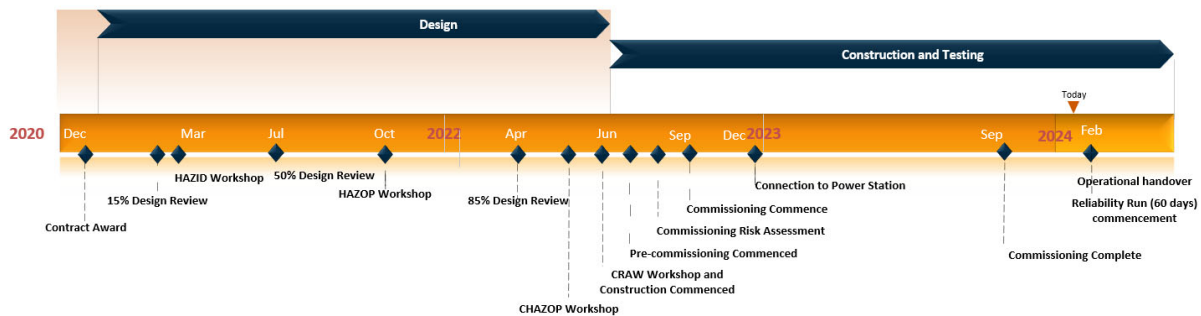 Design
Construction and Testing
Today
2020 Dec Mar Jul Oct 2022 Apr Jun Sep Dec 2023 Sep 2024 Feb
HAZID Workshop
50% Design Review
HAZOP Workshop
15% Design Review
85% Design Review
Contract Award
CHAZOP Workshop
CRAW Workshop and
Construction Commenced
Pre-commissioning Commenced
Commissioning Risk Assessment
Commissioning Commence
Connection to Power Station
Commissioning Complete
Operational handover
Reliability Run (60 days)
commencement